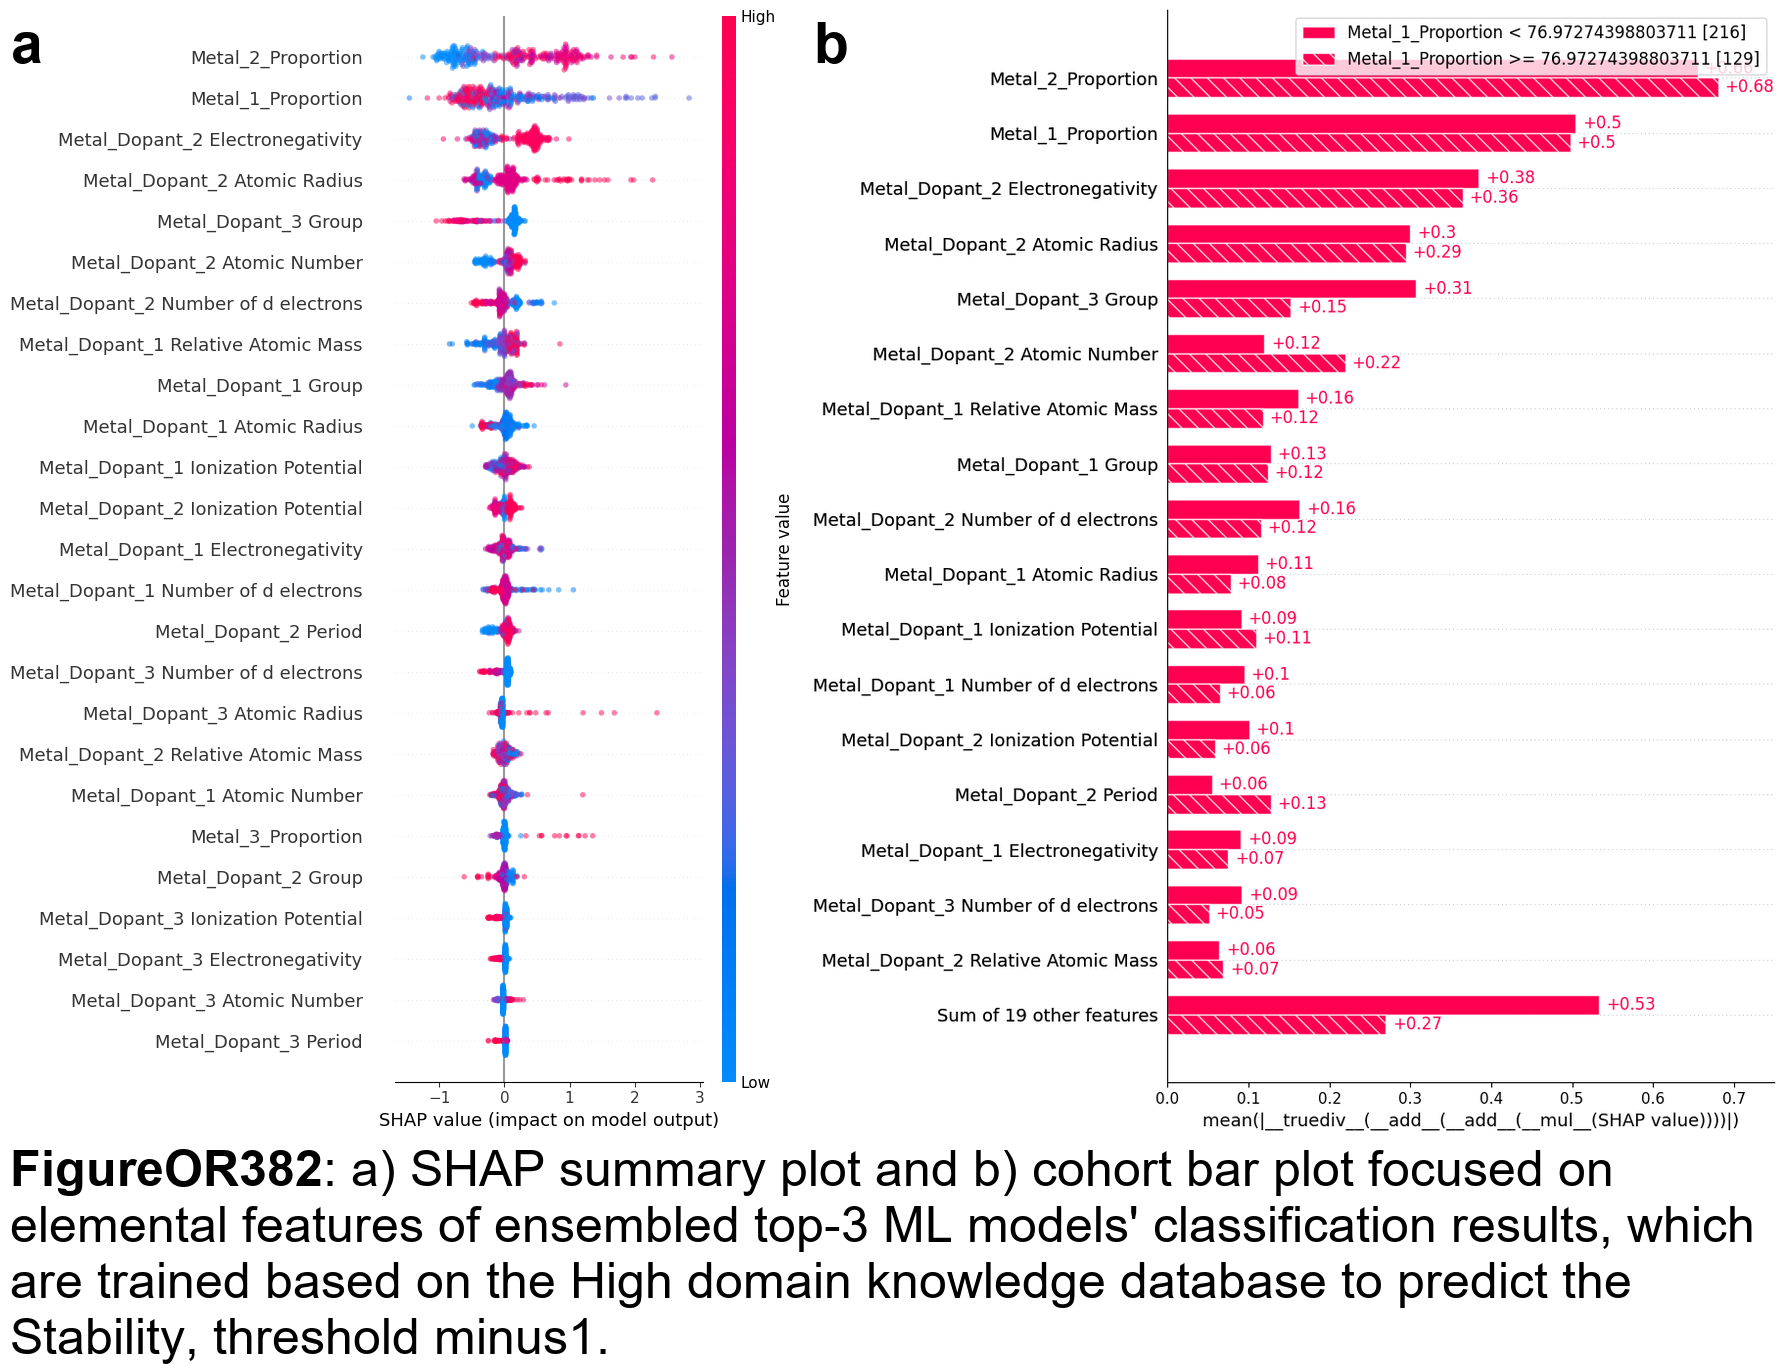 a
Metal_2_Proportion
Metal_1_Proportion
Metal_Dopant_2 Electronegativity
Metal_Dopant_2 Atomic Radius
Metal_Dopant_3 Group
Metal_Dopant_2 Atomic Number
Metal_Dopant_2 Number of d electrons
Metal_Dopant_1 Relative Atomic Mass
Metal_Dopant_1 Group
Metal_Dopant_1 Atomic Radius
Metal_Dopant_1 Ionization Potential
Metal_Dopant_2 Ionization Potential
Metal_Dopant_1 Electronegativity
Metal_Dopant_1 Number of d electrons
Metal_Dopant_2 Period
Metal_Dopant_3 Number of d electrons
Metal_Dopant_3 Atomic Radius
Metal_Dopant_2 Relative Atomic Mass
Metal_Dopant_1 Atomic Number
Metal_3_Proportion
Metal_Dopant_2 Group
Metal_Dopant_3 Ionization Potential
Metal_Dopant_3 Electronegativity
Metal_Dopant_3 Atomic Number
Metal_Dopant_3 Period
−1 0 1 2 3
SHAP value (impact on model output)
High
Feature value
Low
b
Metal_1_Proportion < 76.97274398803711 [216]
Metal_1_Proportion >= 76.97274398803711 [129]
Metal_2_Proportion
+0.68
Metal_1_Proportion
+0.5
+0.5
Metal_Dopant_2 Electronegativity
+0.38
+0.36
Metal_Dopant_2 Atomic Radius
+0.3
+0.29
Metal_Dopant_3 Group
+0.31
+0.15
Metal_Dopant_2 Atomic Number
+0.12
+0.22
Metal_Dopant_1 Relative Atomic Mass
+0.16
+0.12
Metal_Dopant_1 Group
+0.13
+0.12
Metal_Dopant_2 Number of d electrons
+0.16
+0.12
Metal_Dopant_1 Atomic Radius
+0.11
+0.08
Metal_Dopant_1 Ionization Potential
+0.09
+0.11
Metal_Dopant_1 Number of d electrons
+0.1
+0.06
Metal_Dopant_2 Ionization Potential
+0.1
+0.06
Metal_Dopant_2 Period
+0.06
+0.13
Metal_Dopant_1 Electronegativity
+0.09
+0.07
Metal_Dopant_3 Number of d electrons
+0.09
+0.05
Metal_Dopant_2 Relative Atomic Mass
+0.06
+0.07
Sum of 19 other features
+0.53
+0.27
0.0 0.1 0.2 0.3 0.4 0.5 0.6 0.7
mean(|__truediv__(__add__(__add__(__mul__(SHAP value))))|)
FigureOR382: a) SHAP summary plot and b) cohort bar plot focused on
elemental features of ensembled top-3 ML models' classification results, which
are trained based on the High domain knowledge database to predict the
Stability, threshold minus1.